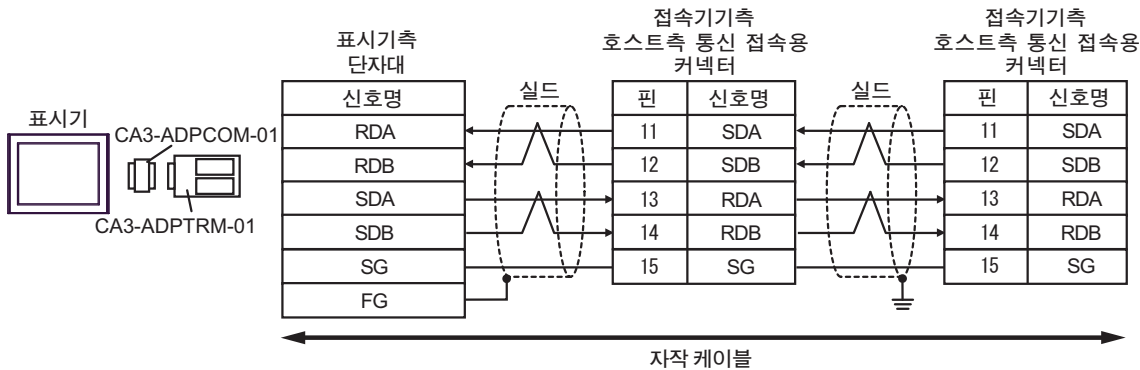 표시기
CA3-ADPCOM-01
CA3-ADPTRM-01
표시기측
단자대
신호명
RDA
RDB
SDA
SDB
SG
FG
실드
접속기기측
호스트측 통신 접속용
커넥터
핀 신호명
11 SDA
12 SDB
13 RDA
14 RDB
15 SG
실드
접속기기측
호스트측 통신 접속용
커넥터
핀 신호명
11 SDA
12 SDB
13 RDA
14 RDB
15 SG
자작 케이블